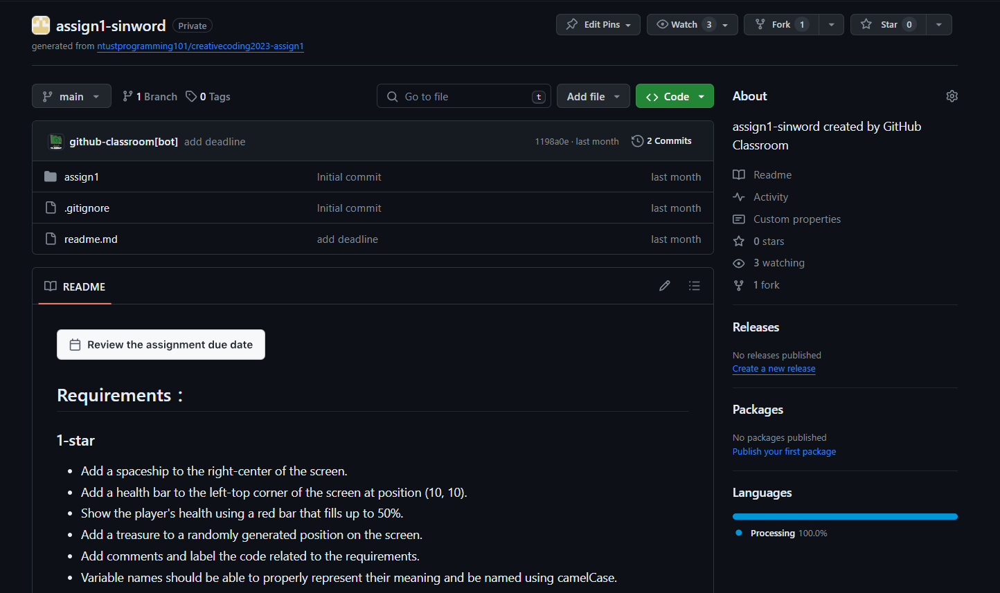 assign1-sinword Private
Edit Pins Watch 3 Fork 1 Star 0
generated from ntustprogramming101/creativecoding2023-assign1
main 1 Branch 0 Tags Go to file t Add file Code
github-classroom[bot] add deadline 1198a0e · last month 2 Commits
assign1 Initial commit last month
.gitignore Initial commit last month
readme.md add deadline last month
README
Review the assignment due date
Requirements：
1-star
• Add a spaceship to the right-center of the screen.
• Add a health bar to the left-top corner of the screen at position (10, 10).
• Show the player's health using a red bar that fills up to 50%.
• Add a treasure to a randomly generated position on the screen.
• Add comments and label the code related to the requirements.
• Variable names should be able to properly represent their meaning and be named using camelCase.
About
assign1-sinword created by GitHub
Classroom
Readme
Activity
Custom properties
0 stars
3 watching
1 fork
Releases
No releases published
Create a new release
Packages
No packages published
Publish your first package
Languages
Processing 100.0%